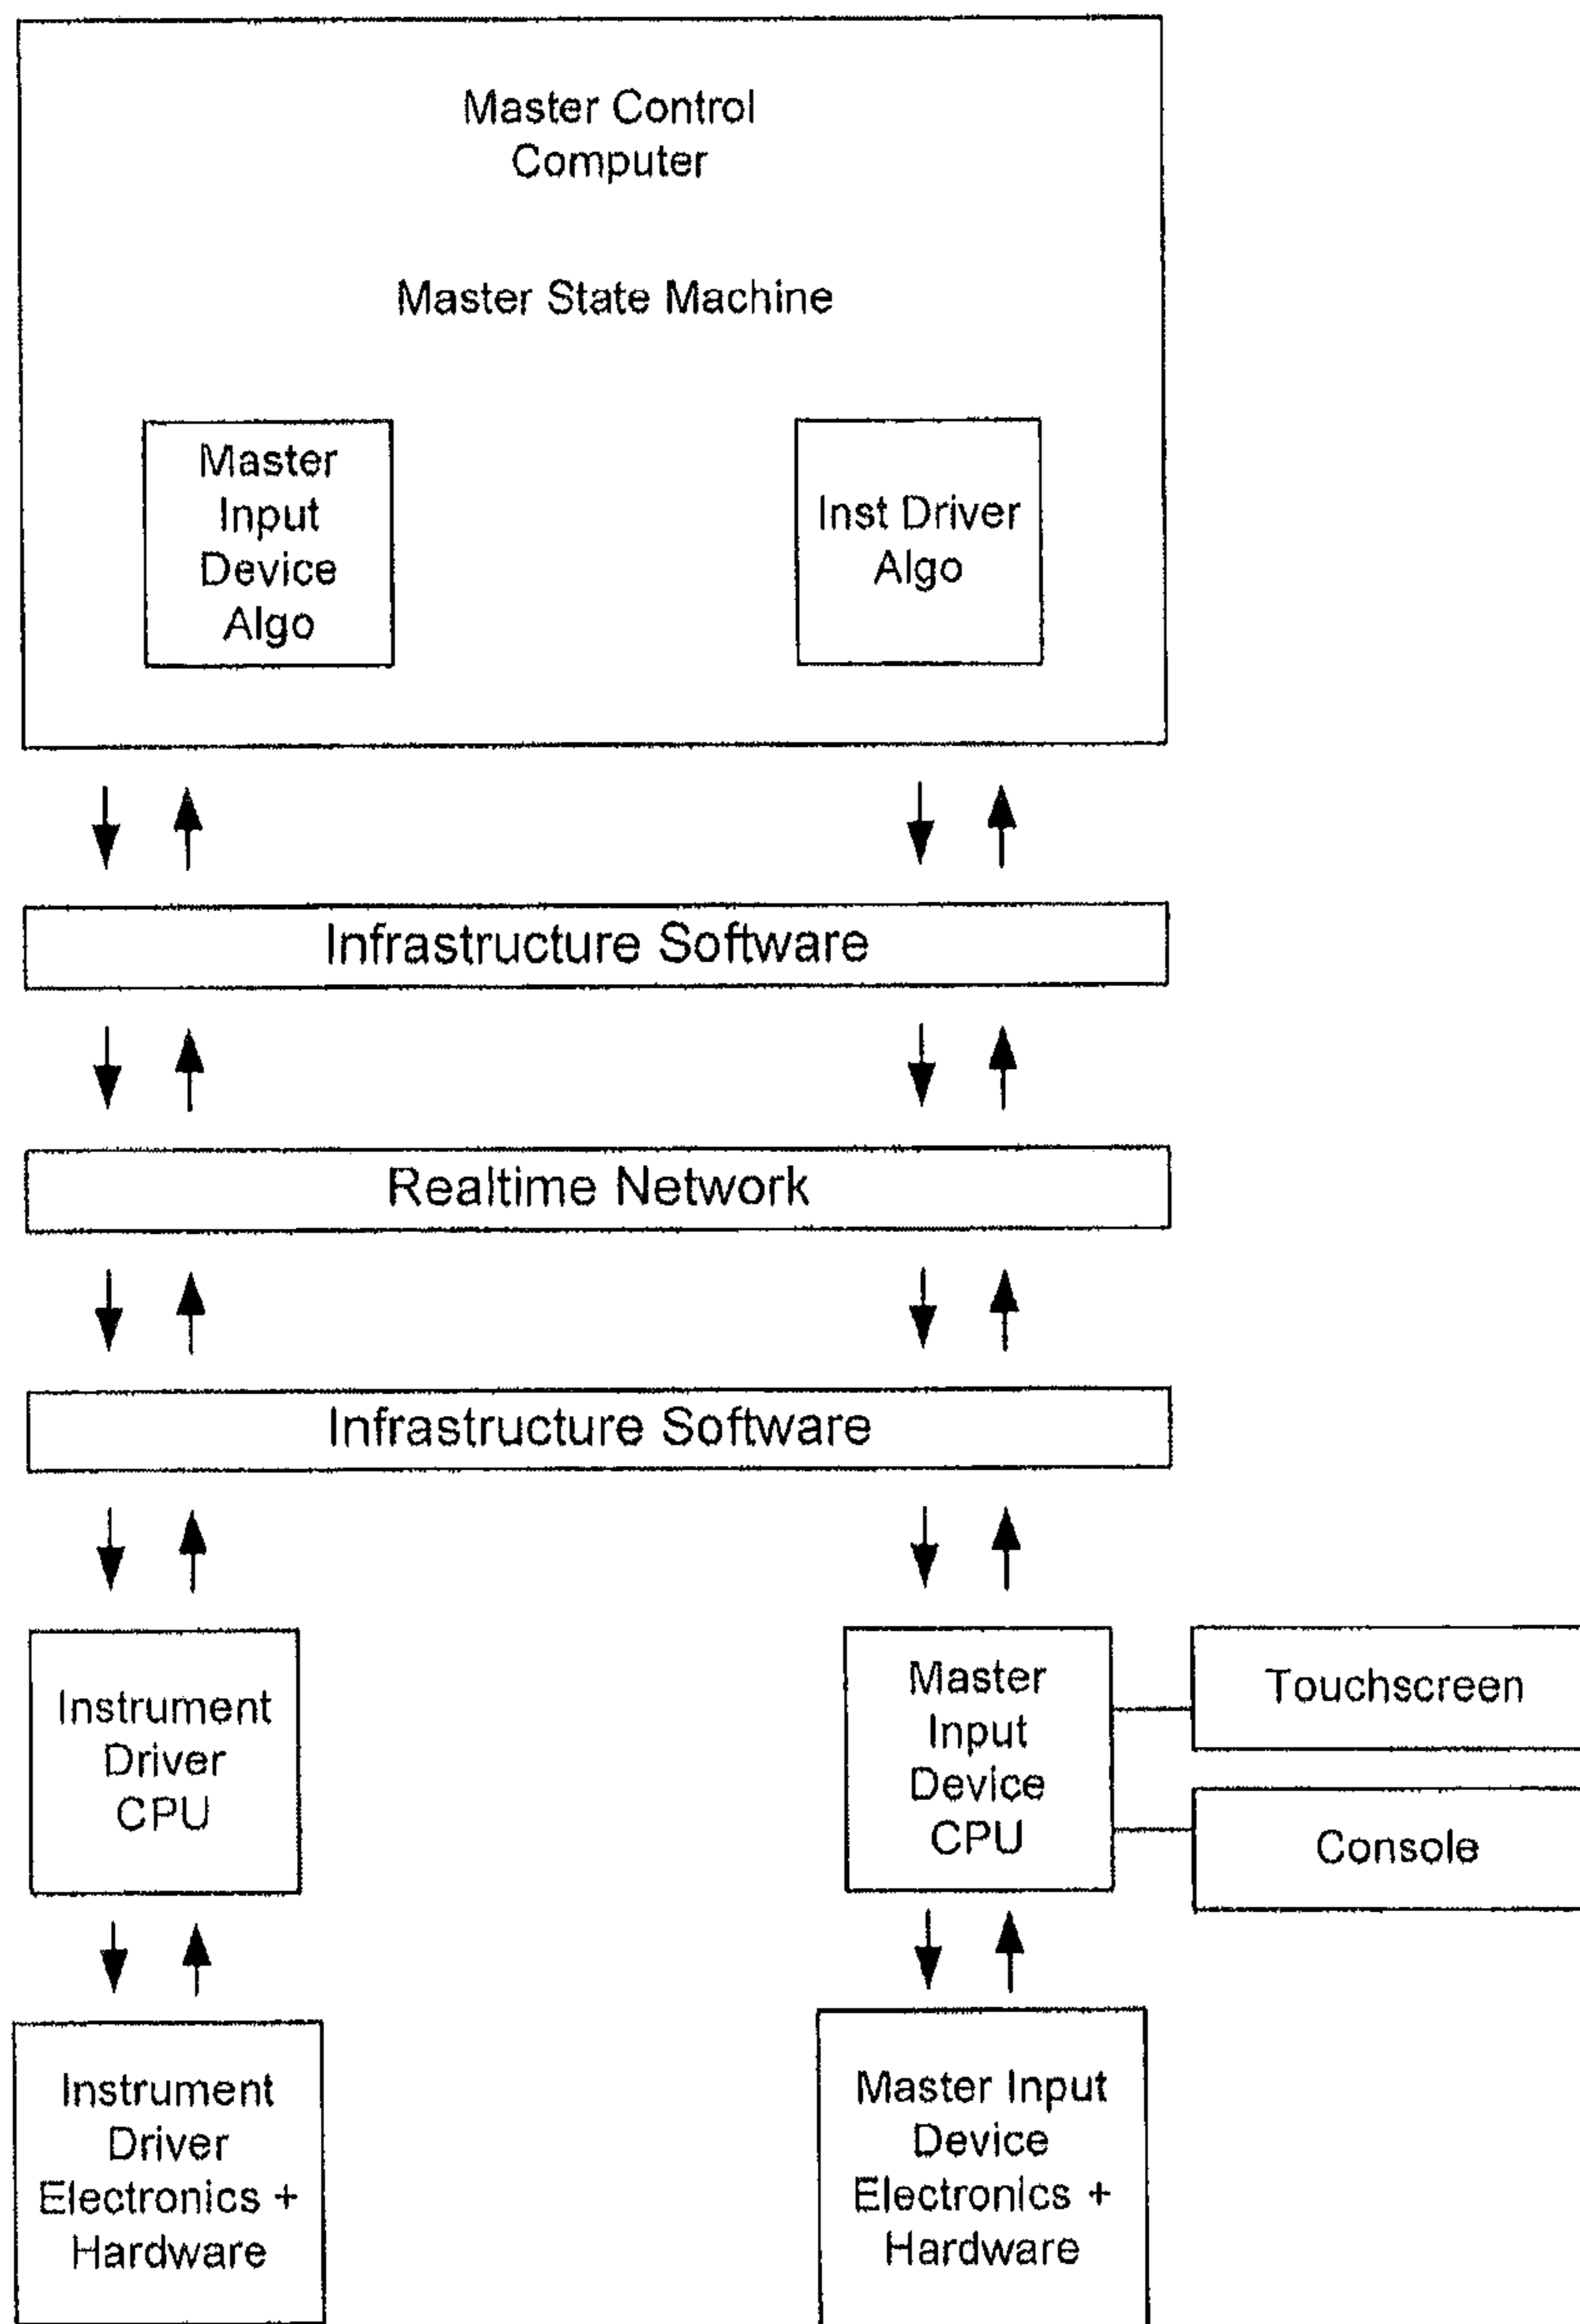 Master Control
Computer
Master State Machine
Master
Input
Device
Algo
Inst Driver
Algo
Infrastructure Software
Realtime Network
Infrastructure Software
Instrument
Driver
CPU
Master
Input
Device
CPU
Touchscreen
Console
Instrument
Driver
Electronics +
Hardware
Master Input
Device
Electronics +
Hardware